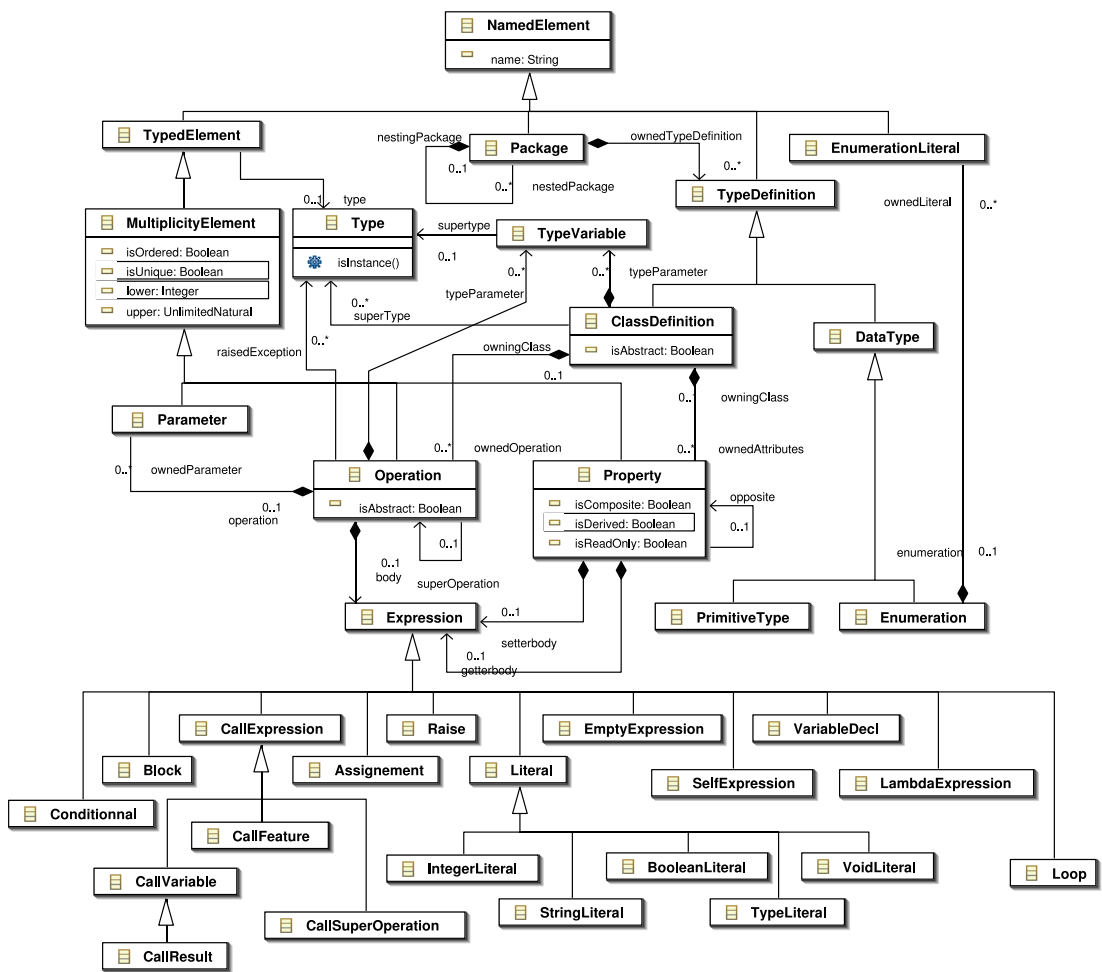 NamedElement
name: String
TypedElement
nestingPackage
Package
ownedTypeDefinition
EnumerationLiteral
0..1
0..*
nestedPackage
0..*
TypeDefinition
0..1
type
ownedLiteral
0..*
MultiplicityElement
isOrdered: Boolean
isUnique: Boolean
lower: Integer
upper: UnlimitedNatural
Type
isInstance()
supertype
0..1
TypeVariable
0..*
typeParameter
0..*
typeParameter
0..*
superType
ClassDefinition
isAbstract: Boolean
DataType
raisedException
0..*
owningClass
0..1
0..1
owningClass
Parameter
0..*
ownedParameter
0..*
ownedOperation
0..*
ownedAttributes
Operation
isAbstract: Boolean
Property
isComposite: Boolean
isDerived: Boolean
isReadOnly: Boolean
opposite
0..1
0..1
operation
0..1
0..1
body
superOperation
enumeration
0..1
Expression
0..1
setterbody
0..1
getterbody
PrimitiveType
Enumeration
CallExpression
Raise
EmptyExpression
VariableDecl
Block
Assignement
Literal
SelfExpression
LambdaExpression
Conditionnal
CallFeature
IntegerLiteral
BooleanLiteral
VoidLiteral
Loop
CallVariable
StringLiteral
TypeLiteral
CallSuperOperation
CallResult